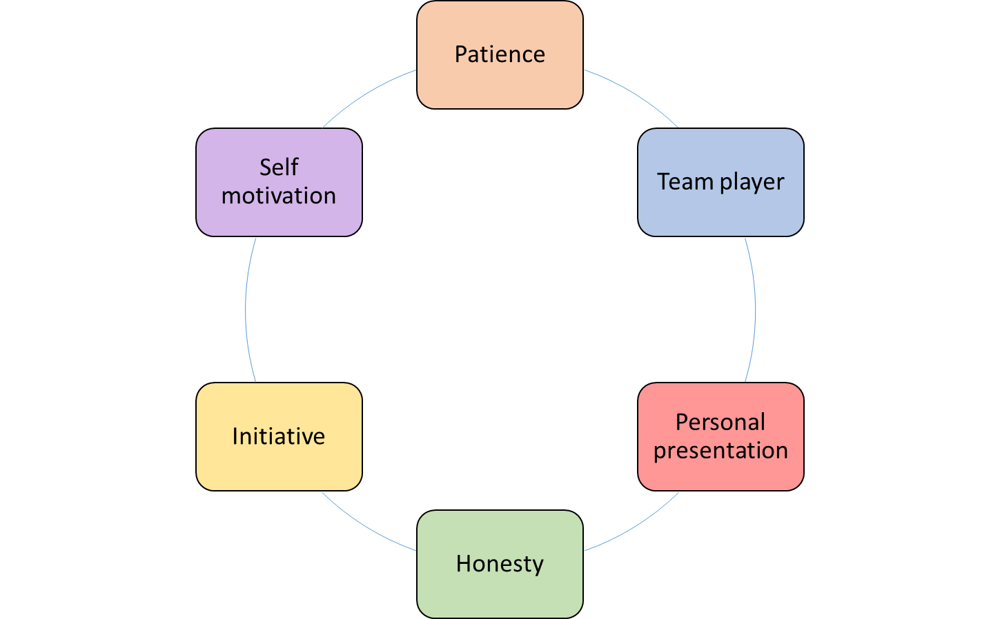 Patience
Self
motivation
Team player
Initiative
Personal
presentation
Honesty